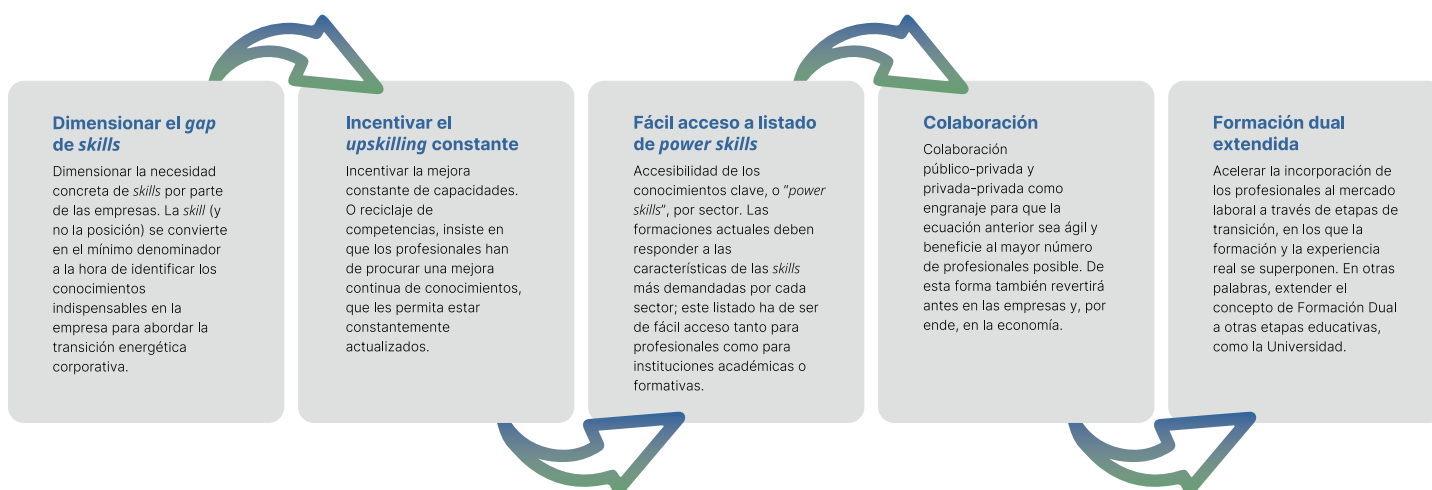 Dimensionar el gap
de skills
Dimensionar la necesidad
concreta de skills por parte
de las empresas. La skill (y
no la posición) se convierte
en el mínimo denominador
a la hora de identificar los
conocimientos
indispensables en la
empresa para abordar la
transición energética
corporativa.
Incentivar el
upskilling constante
Incentivar la mejora
constante de capacidades.
O reciclaje de
competencias, insiste en
que los profesionales han
de procurar una mejora
continua de conocimientos,
que les permita estar
constantemente
actualizados.
Fácil acceso a listado
de power skills
Accesibilidad de los
conocimientos clave, o "power
skills", por sector. Las
formaciones actuales deben
responder a las
características de las skills
más demandadas por cada
sector; este listado ha de ser
de fácil acceso tanto para
profesionales como para
instituciones académicas o
formativas.
Colaboración
Colaboración
público-privada y
privada-privada como
engranaje para que la
ecuación anterior sea ágil y
beneficie al mayor número
de profesionales posible. De
esta forma también revertirá
antes en las empresas y, por
ende, en la economía.
Formación dual
extendida
Acelerar la incorporación de
los profesionales al mercado
laboral a través de etapas de
transición, en los que la
formación y la experiencia
real se superponen. En otras
palabras, extender el
concepto de Formación Dual
a otras etapas educativas,
como la Universidad.